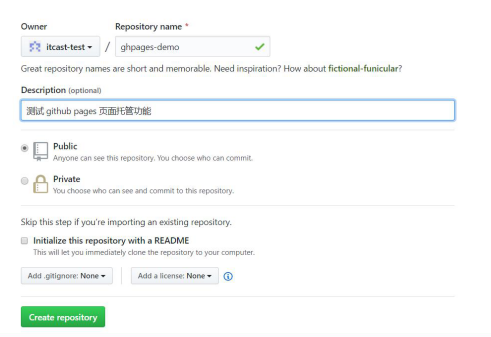 Owner
Repository name *
itcast-test / ghpages-demo
Great repository names are short and memorable. Need inspiration? How about fictional-funicular?
Description (optional)
测试 github pages 页面托管功能
Public
Anyone can see this repository. You choose who can commit.
Private
You choose who can see and commit to this repository.
Skip this step if you're importing an existing repository.
Initialize this repository with a README
This will let you immediately clone the repository to your computer.
Add .gitignore: None
Add a license: None
Create repository